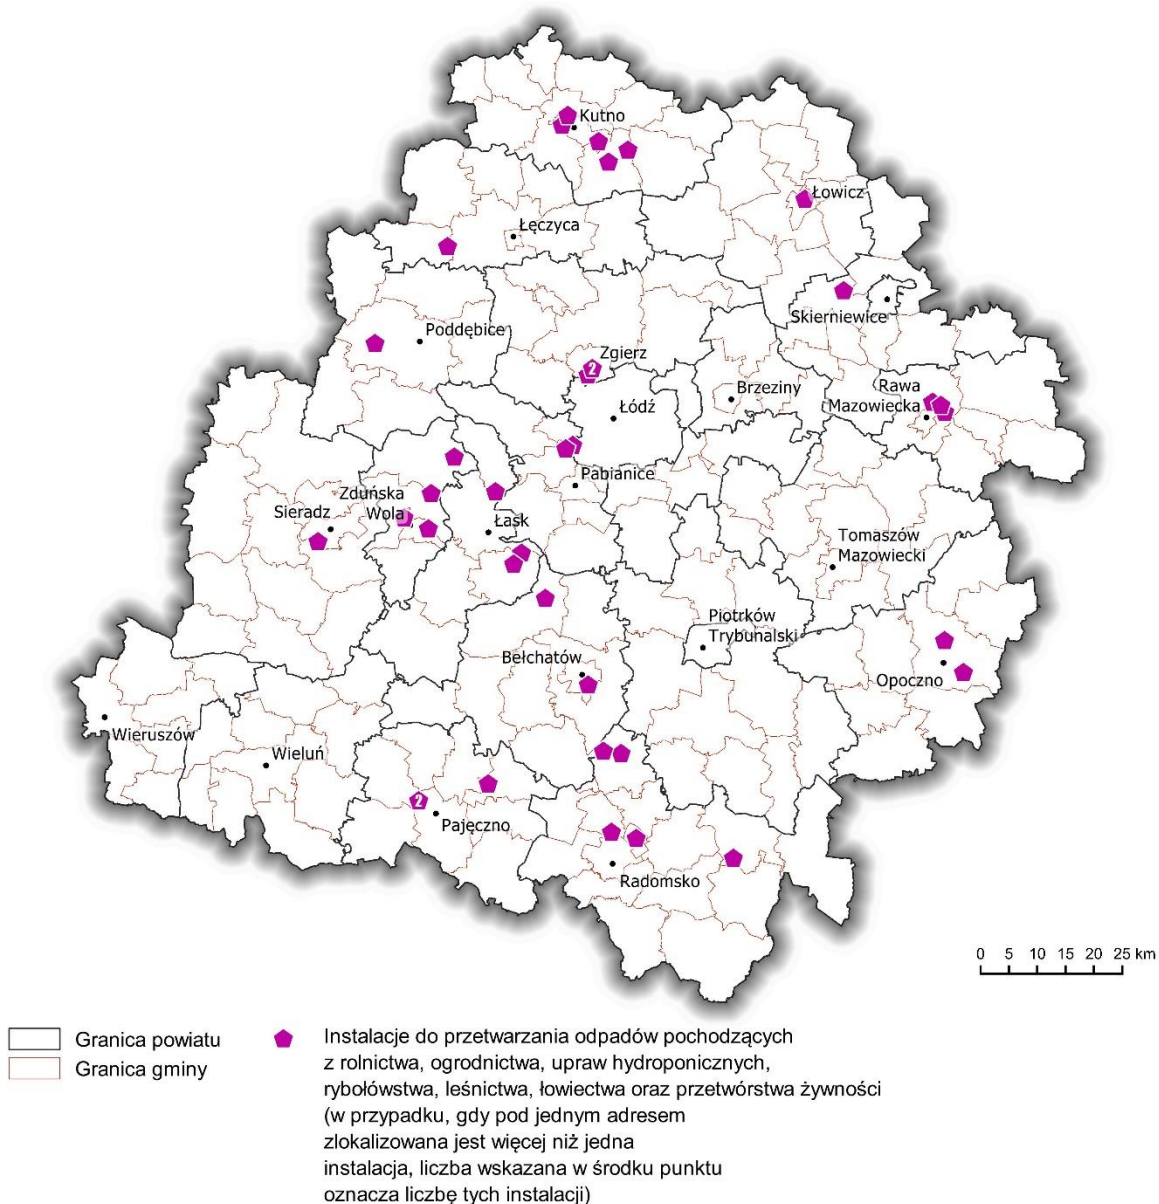 Kutno
Łowicz
Łęczyca
Skierniewice
Poddębice
Zgierz
2
Rawa
Mazowiecka
Brzeziny
Łódź
Pabianice
Zduńska
Wola
Sieradz
Łask
Tomaszów
Mazowiecki
Piotrków
Trybunalski
Bełchatów
Opoczno
Wieruszów
Wieluń
2
Pajęczno
Radomsko
0 5 10 15 20 25 km
Granica powiatu
Granica gminy
Instalacje do przetwarzania odpadów pochodzących
z rolnictwa, ogrodnictwa, upraw hydroponicznych,
rybołówstwa, leśnictwa, łowiectwa oraz przetwórstwa żywności
(w przypadku, gdy pod jednym adresem
zlokalizowana jest więcej niż jedna
instalacja, liczba wskazana w środku punktu
oznacza liczbę tych instalacji)